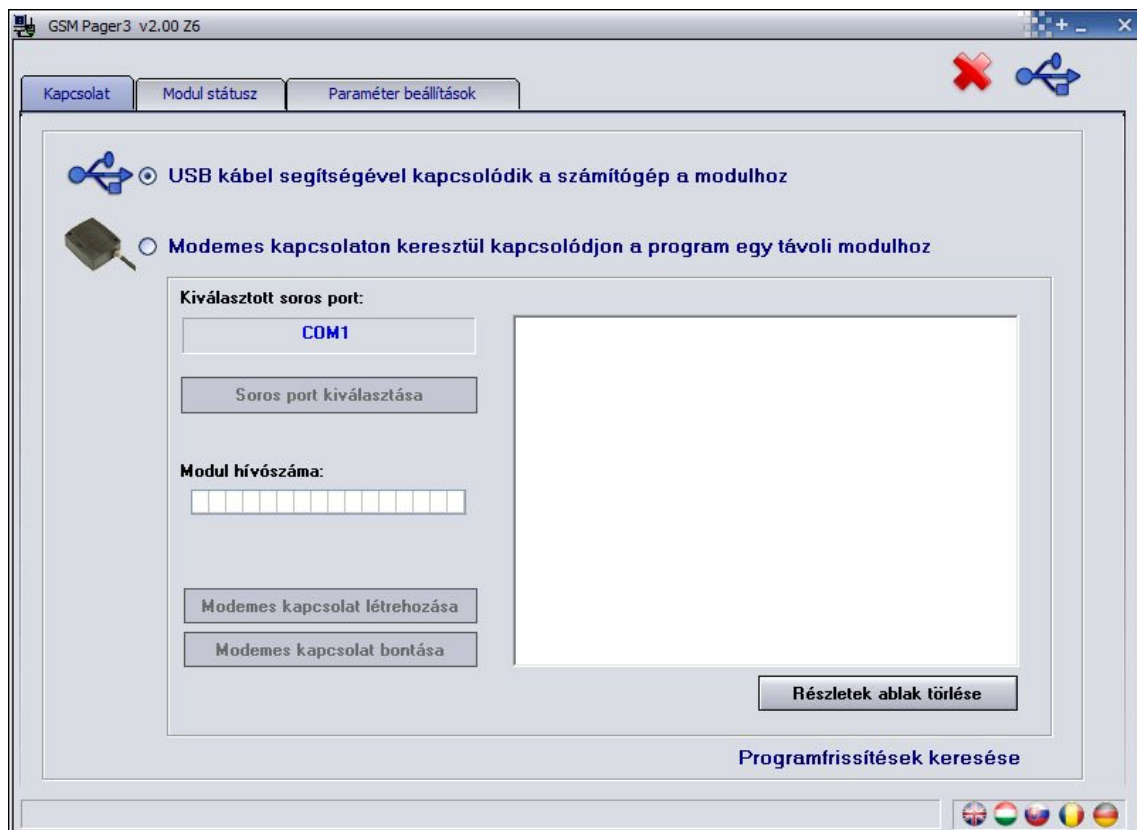 GSM Pager3 v2.00 Z6
Kapcsolat
Modul státusz
Paraméter beállítások
USB kábel segítségével kapcsolódik a számítógép a modulhoz
Modemes kapcsolaton keresztül kapcsolódjon a program egy távoli modulhoz
Kiválasztott soros port:
COM1
Soros port kiválasztása
Modul hívószáma:
Modemes kapcsolat létrehozása
Modemes kapcsolat bontása
Részletek ablak törlése
Programfrissítések keresése